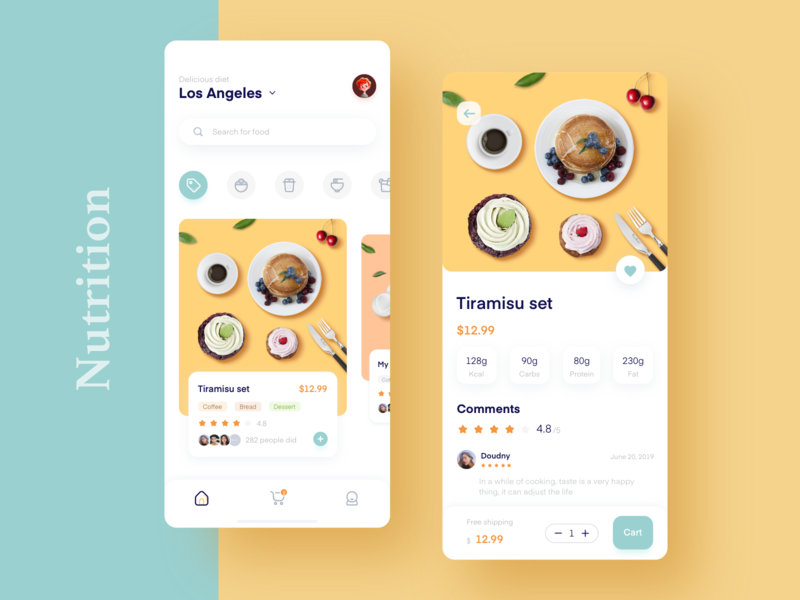 Nutrition
Delicious diet
Los Angeles
Search for food
Tiramisu set
$12.99
Coffee
Bread
Dessert
4.8
282 people did
My
1
Tiramisu set
$12.99
128g
Kcal
90g
Carbs
80g
Protein
230g
Fat
Comments
4.8 /5
Doudny
June 20, 2019
In a while of cooking, taste is a very happy
thing, it can adjust the life
Free shipping
$ 12.99
1
Cart